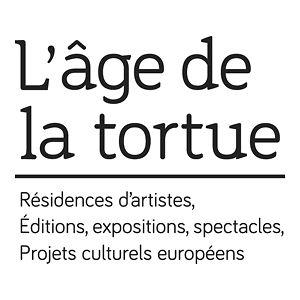 L'âge de
la tortue
Résidences d'artistes,
Éditions, expositions, spectacles,
Projets culturels européens